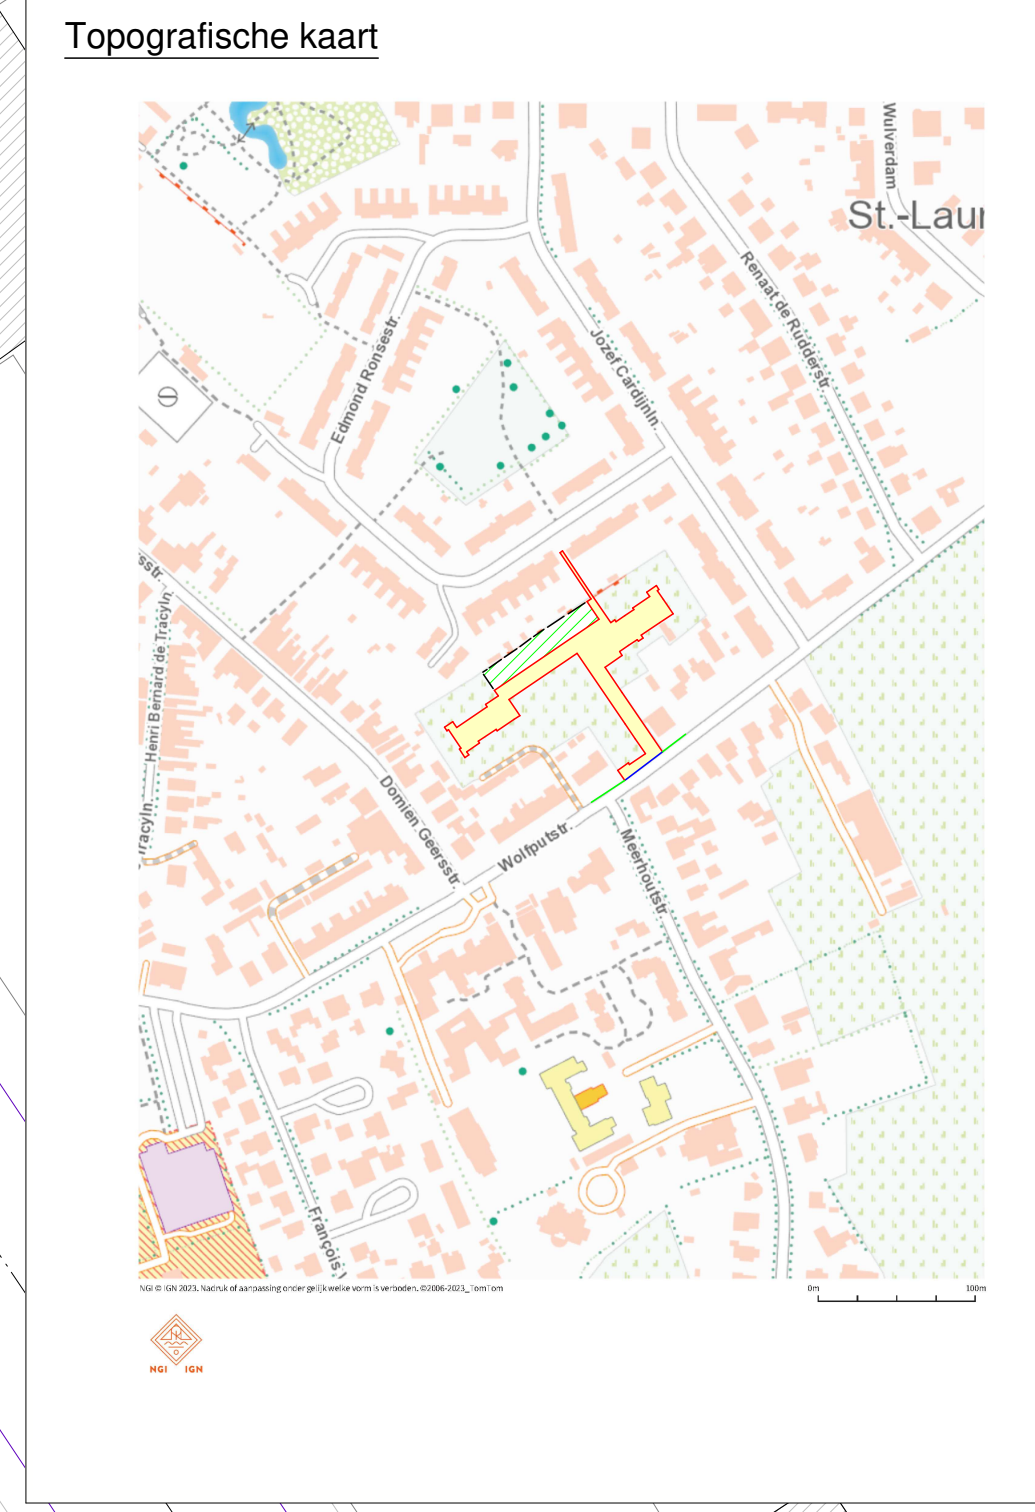 Topografische kaart
Wulverdam
St.-Laur
Renaat de Rudderstr.
Jozef Cardijnln.
Edmond Ronsestr.
sstr.
Henri Bernard de Tracyln.
Tracyln.
Domien Geersstr.
Wolfputstr.
Meerhoutstr.
François
NGI © IGN 2023. Nadruk of aanpassing onder gelijk welke vorm is verboden. ©2006-2023_TomTom
0m 100m
NGI IGN